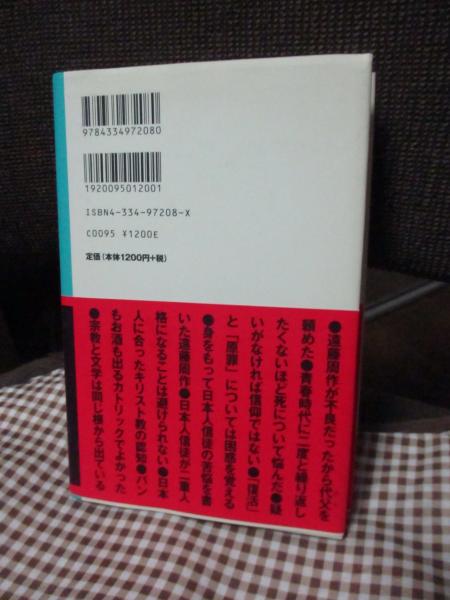 9784334972080
1920095012001
ISBN4-334-97208-X
C0095 ¥1200E
定価(本体1200円+税)
●遠藤周作が不良だったから代父を
頼めた●青春時代に二度と繰り返し
たくないほど死について悩んだ●疑
いがなければ信仰ではない●「復活」
と「原罪」については困惑を覚える
●身をもって日本人信徒の苦悩を書
いた遠藤周作●日本人信徒が二重人
格になることは避けられない●日本
人に合ったキリスト教の認知●パン
もお酒も出るカトリックでよかった
●宗教と文学は同じ根から出ている